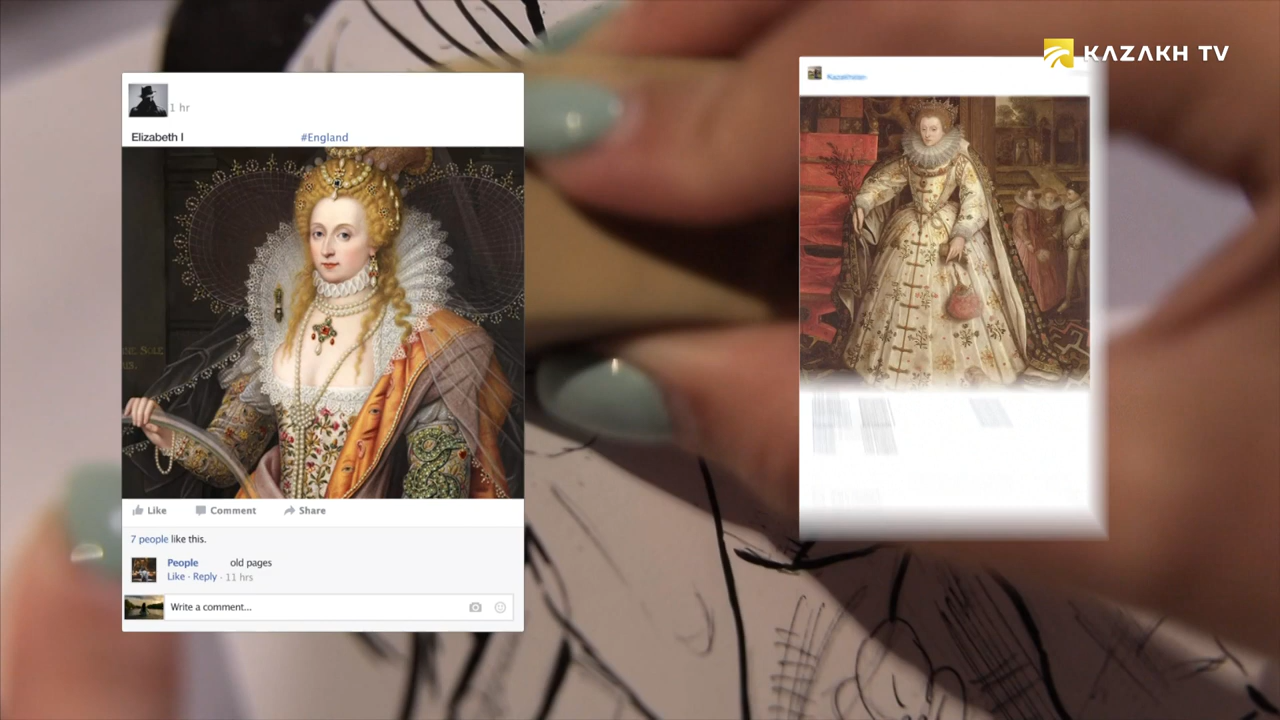 KAZAKH TV
1 hr
Elizabeth I #England
Like Comment Share
7 people like this.
People old pages
Like · Reply · 11 hrs
Write a comment...